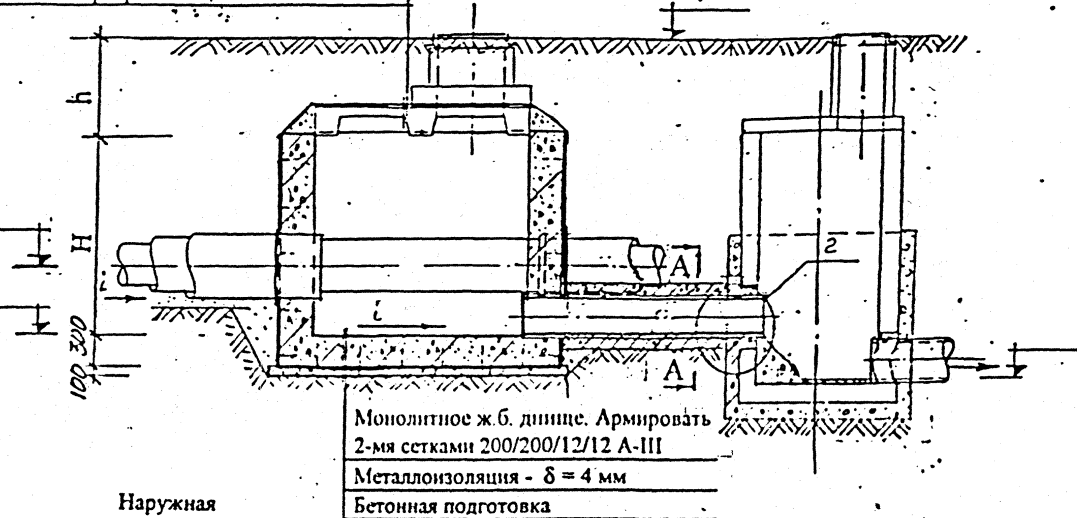 h
H
2
A
i
i
300
100
A
Монолитное ж.б. днище. Армировать
2-мя сетками 200/200/12/12 А-III
Металлоизоляция - δ = 4 мм
Бетонная подготовка
Наружная